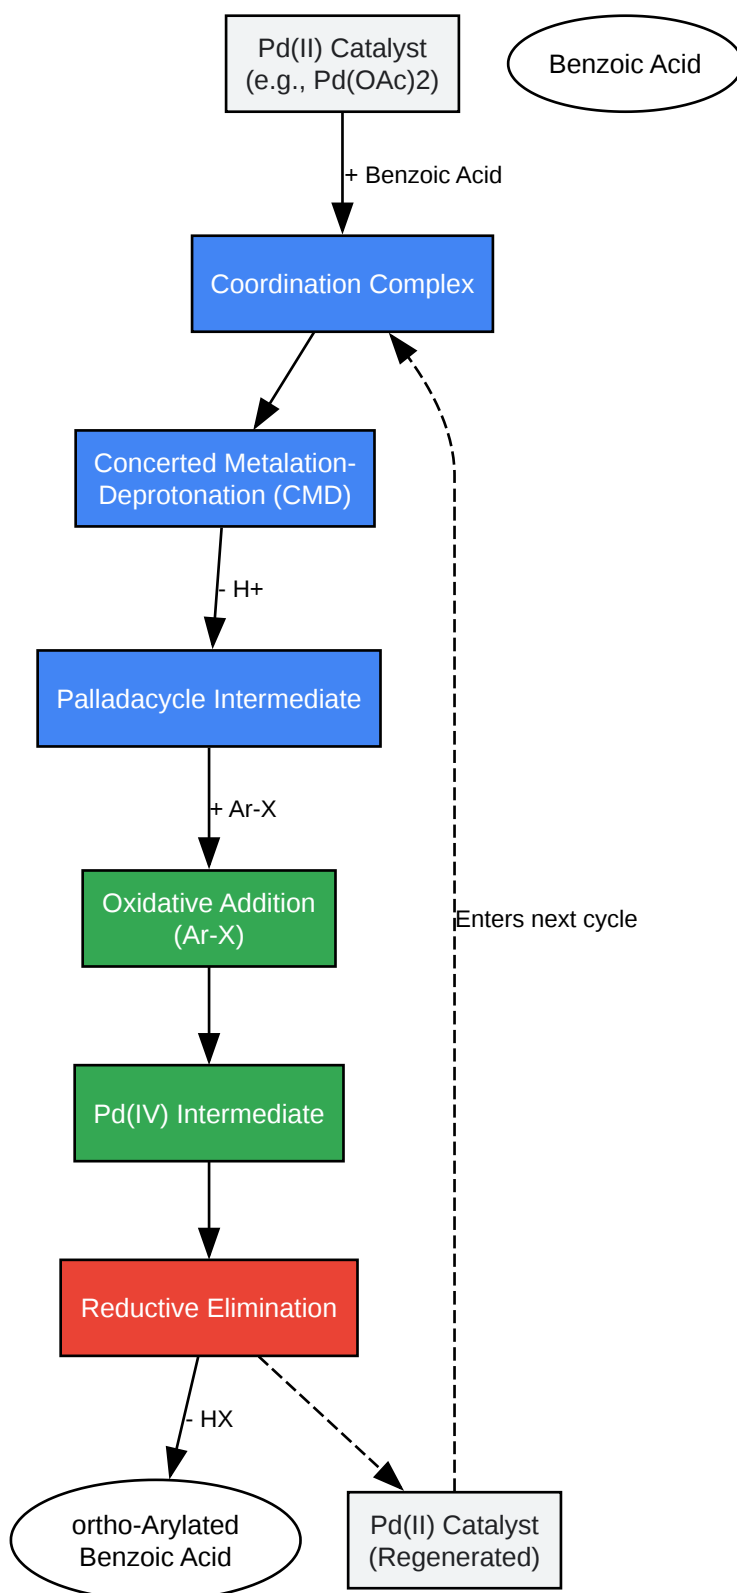 Pd(II) Catalyst
(e.g., Pd(OAc)2)
Benzoic Acid
+ Benzoic Acid
Coordination Complex
Concerted Metalation-
Deprotonation (CMD)
- H+
Palladacycle Intermediate
+ Ar-X
Oxidative Addition
(Ar-X)
Enters next cycle
Pd(IV) Intermediate
Reductive Elimination
- HX
ortho-Arylated
Benzoic Acid
Pd(II) Catalyst
(Regenerated)